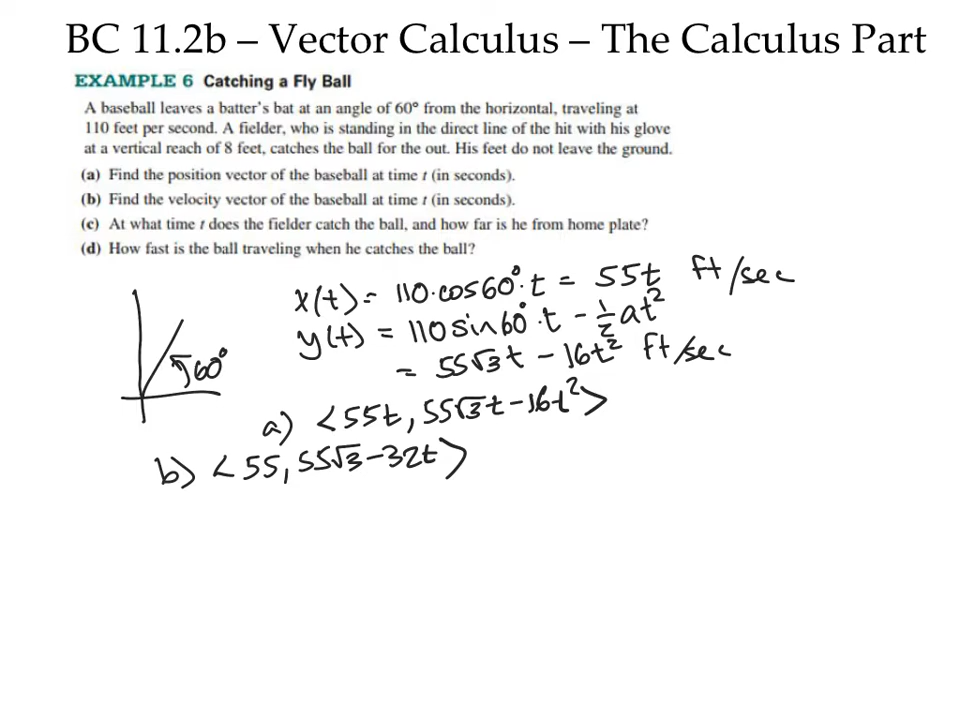 BC 11.2b – Vector Calculus – The Calculus Part
EXAMPLE 6 Catching a Fly Ball
A baseball leaves a batter's bat at an angle of 60° from the horizontal, traveling at
110 feet per second. A fielder, who is standing in the direct line of the hit with his glove
at a vertical reach of 8 feet, catches the ball for the out. His feet do not leave the ground.
(a) Find the position vector of the baseball at time t (in seconds).
(b) Find the velocity vector of the baseball at time t (in seconds).
(c) At what time t does the fielder catch the ball, and how far is he from home plate?
(d) How fast is the ball traveling when he catches the ball?
x(t) = 110·cos60°·t = 55t ft/sec
y(t) = 110sin60°·t - ½at²
60°
= 55√3t - 16t² ft/sec
a) <55t, 55√3t-16t²>
b) <55, 55√3-32t>